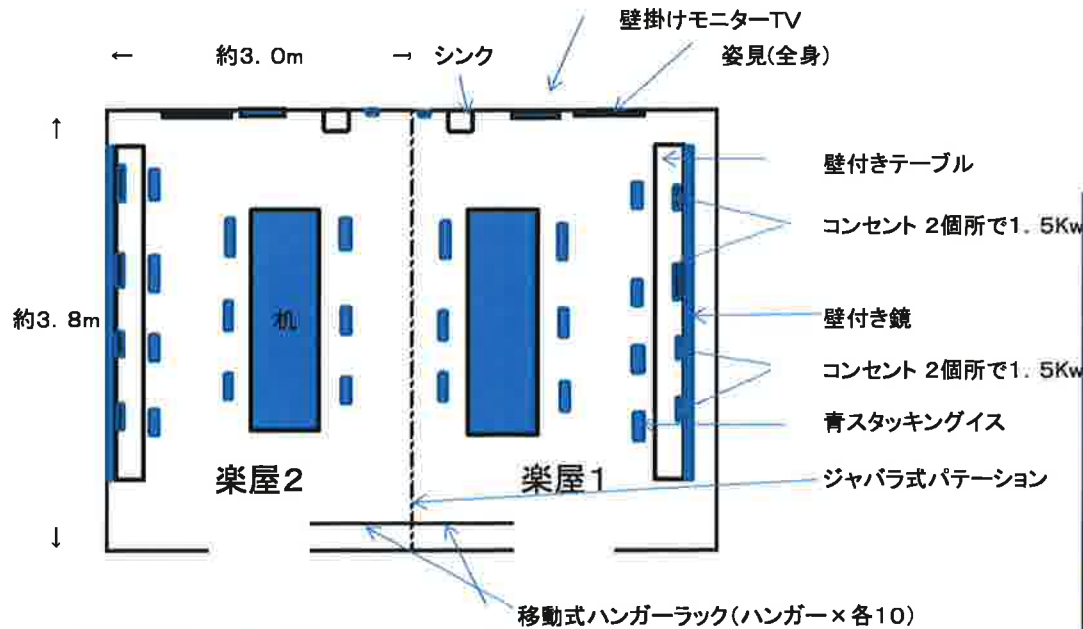 壁掛けモニターTV
← 約3．0m → シンク 姿見(全身)
↑
壁付きテーブル
コンセント 2個所で1．5Kw
約3．8m
机
壁付き鏡
コンセント 2個所で1．5Kw
青スタッキングイス
楽屋2 楽屋1
ジャバラ式パテーション
↓
移動式ハンガーラック(ハンガー×各10)